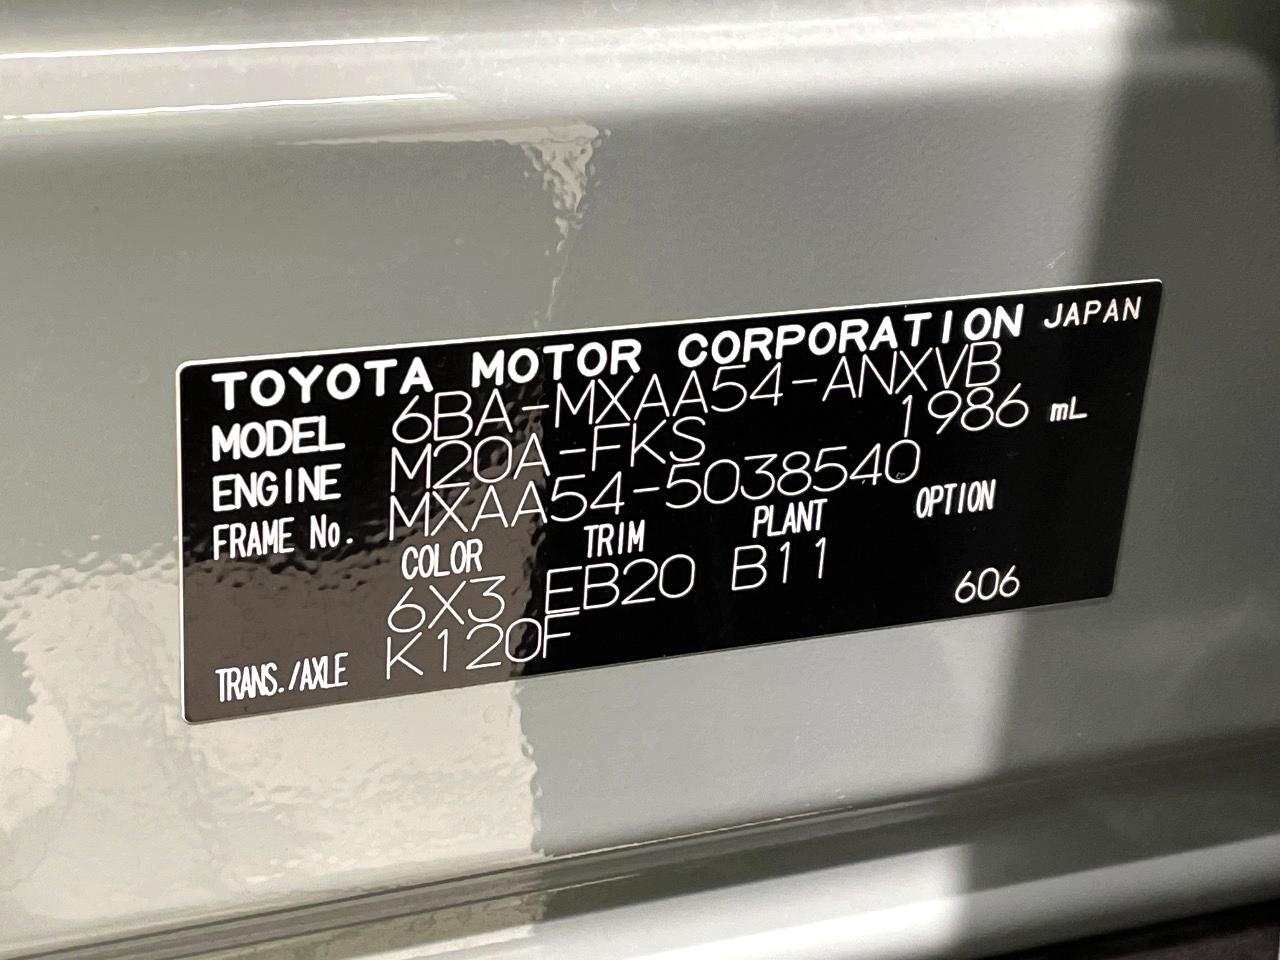 TOYOTA MOTOR CORPORATION JAPAN
MODEL 6BA-MXAA54-ANXVB
ENGINE M20A-FKS 1986 mL
FRAME No. MXAA54-5038540
COLOR TRIM PLANT OPTION
6X3 EB20 B11 606
TRANS./AXLE K120F